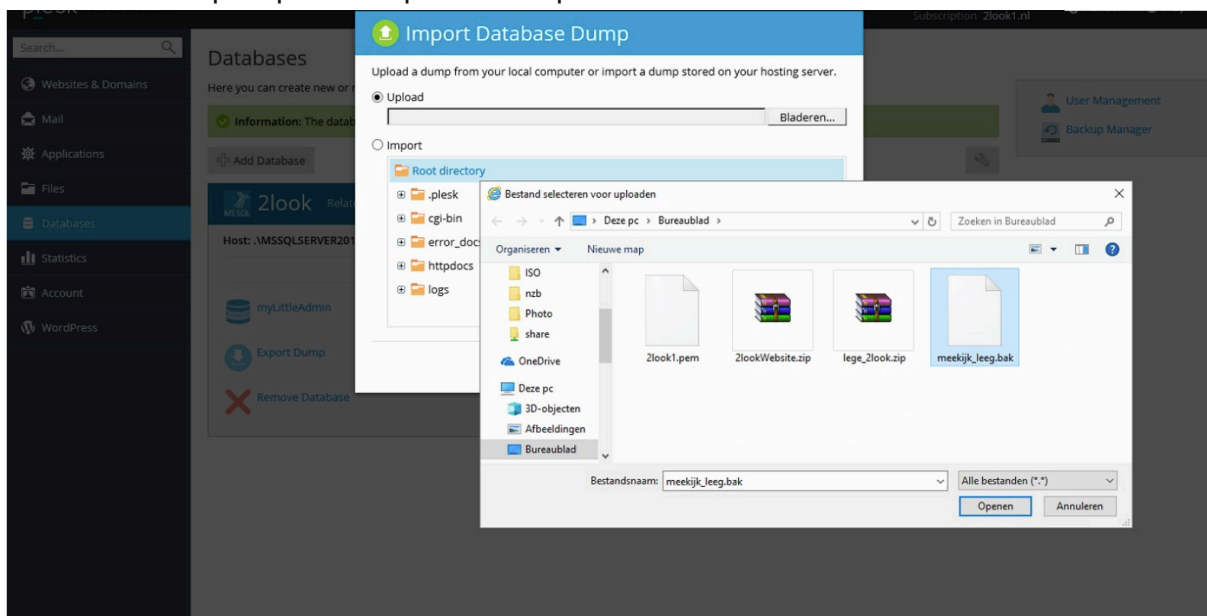 plesk
Subscription 2look1.nl
Search...
Websites & Domains
Mail
Applications
Files
Databases
Statistics
Account
WordPress
Databases
Here you can create new or r
Information: The datab
Add Database
MSSQL
2look Relat
Host: .\MSSQLSERVER201
myLittleAdmin
Export Dump
Remove Database
User Management
Backup Manager
Import Database Dump
Upload a dump from your local computer or import a dump stored on your hosting server.
Upload
Bladeren...
Import
Root directory
.plesk
cgi-bin
error_docs
httpdocs
logs
Bestand selecteren voor uploaden
Deze pc > Bureaublad >
Zoeken in Bureaublad
Organiseren
Nieuwe map
ISO
nzb
Photo
share
OneDrive
Deze pc
3D-objecten
Afbeeldingen
Bureaublad
2look1.pem
2lookWebsite.zip
lege_2look.zip
meekijk_leeg.bak
Bestandsnaam: meekijk_leeg.bak
Alle bestanden (*.*)
Openen
Annuleren